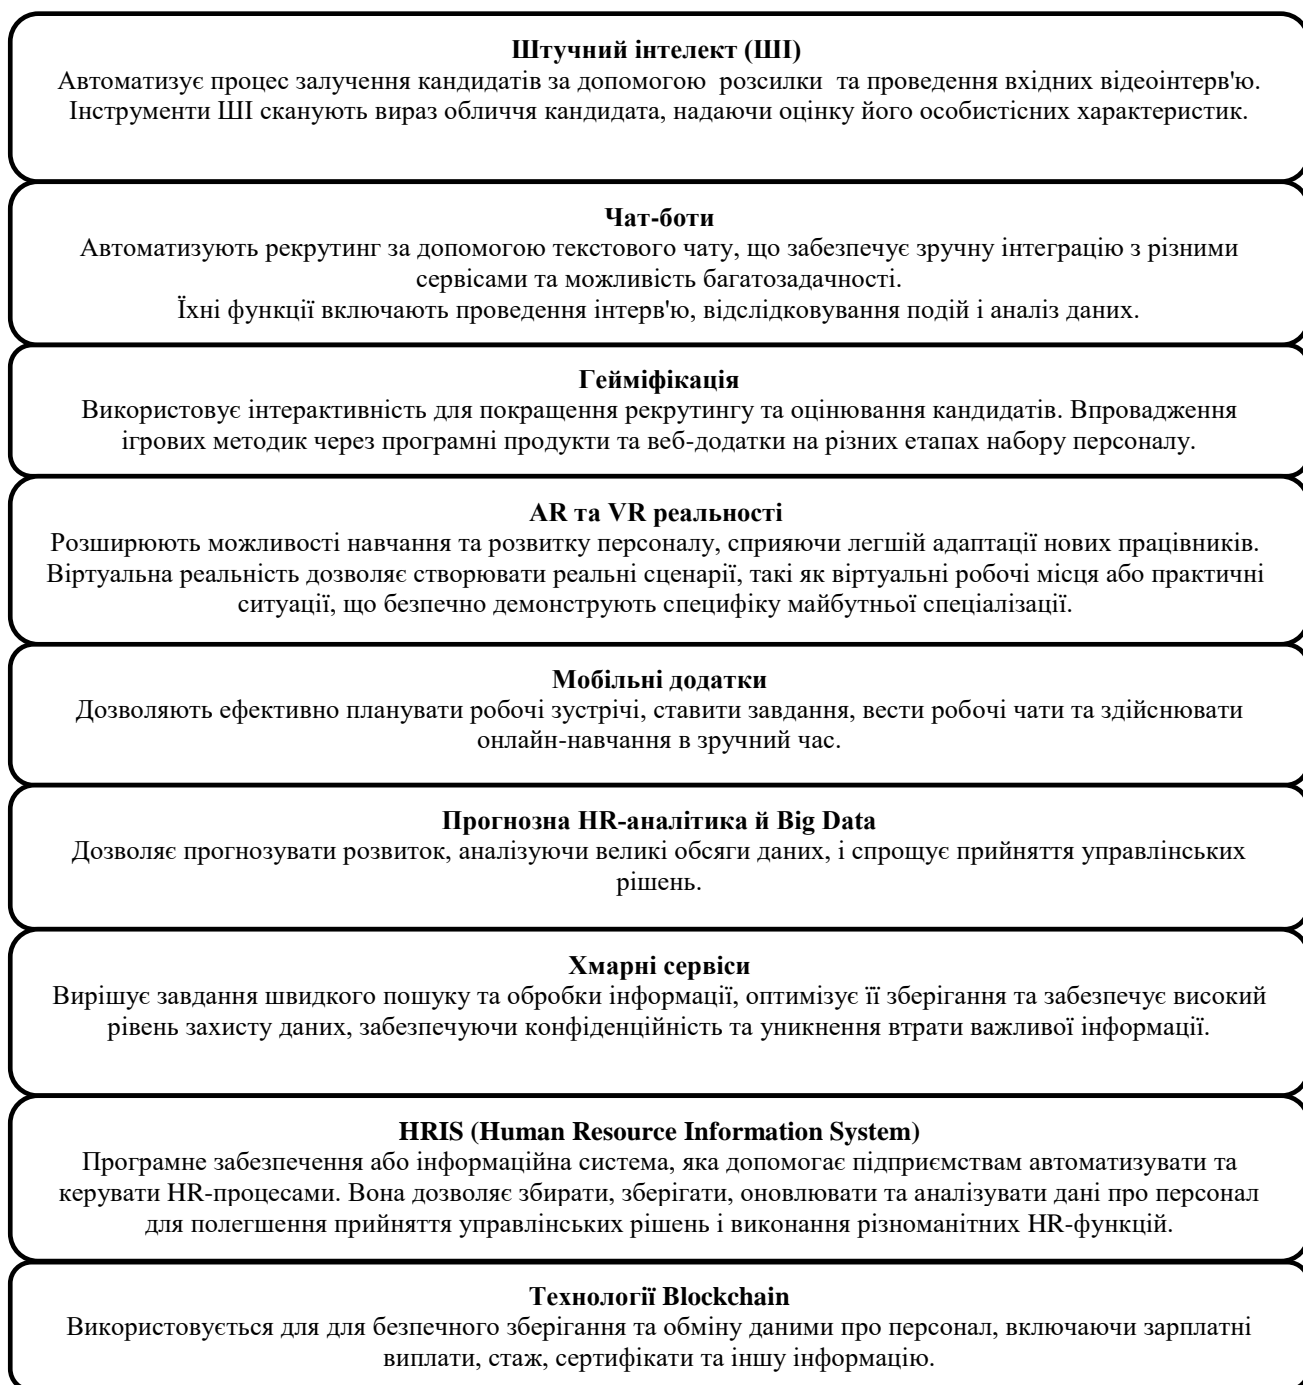 Штучний інтелект (ШІ)
Автоматизує процес залучення кандидатів за допомогою  розсилки  та проведення вхідних відеоінтерв'ю.
Інструменти ШІ сканують вираз обличчя кандидата, надаючи оцінку його особистісних характеристик.
Чат-боти
Автоматизують рекрутинг за допомогою текстового чату, що забезпечує зручну інтеграцію з різними
сервісами та можливість багатозадачності.
Їхні функції включають проведення інтерв'ю, відслідковування подій і аналіз даних.
Гейміфікація
Використовує інтерактивність для покращення рекрутингу та оцінювання кандидатів. Впровадження
ігрових методик через програмні продукти та веб-додатки на різних етапах набору персоналу.
AR та VR реальності
Розширюють можливості навчання та розвитку персоналу, сприяючи легшій адаптації нових працівників.
Віртуальна реальність дозволяє створювати реальні сценарії, такі як віртуальні робочі місця або практичні
ситуації, що безпечно демонструють специфіку майбутньої спеціалізації.
Мобільні додатки
Дозволяють ефективно планувати робочі зустрічі, ставити завдання, вести робочі чати та здійснювати
онлайн-навчання в зручний час.
Прогнозна HR-аналітика й Big Data
Дозволяє прогнозувати розвиток, аналізуючи великі обсяги даних, і спрощує прийняття управлінських
рішень.
Хмарні сервіси
Вирішує завдання швидкого пошуку та обробки інформації, оптимізує її зберігання та забезпечує високий
рівень захисту даних, забезпечуючи конфіденційність та уникнення втрати важливої інформації.
HRIS (Human Resource Information System)
Програмне забезпечення або інформаційна система, яка допомогає підприємствам автоматизувати та
керувати HR-процесами. Вона дозволяє збирати, зберігати, оновлювати та аналізувати дані про персонал
для полегшення прийняття управлінських рішень і виконання різноманітних HR-функцій.
Технології Blockchain
Використовується для для безпечного зберігання та обміну даними про персонал, включаючи зарплатні
виплати, стаж, сертифікати та іншу інформацію.